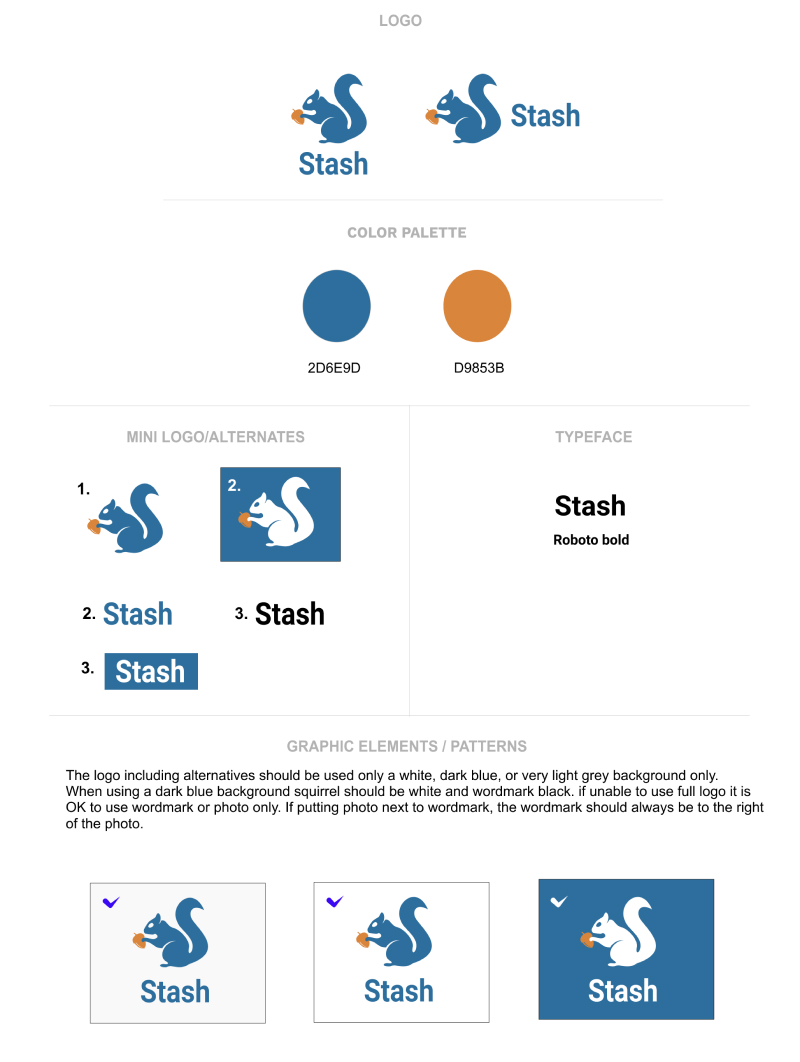 LOGO
Stash
Stash
COLOR PALETTE
2D6E9D
D9853B
MINI LOGO/ALTERNATES
1.
2.
2. Stash
3. Stash
3. Stash
TYPEFACE
Stash
Roboto bold
GRAPHIC ELEMENTS / PATTERNS
The logo including alternatives should be used only a white, dark blue, or very light grey background only.
When using a dark blue background squirrel should be white and wordmark black. if unable to use full logo it is
OK to use wordmark or photo only. If putting photo next to wordmark, the wordmark should always be to the right
of the photo.
Stash
Stash
Stash